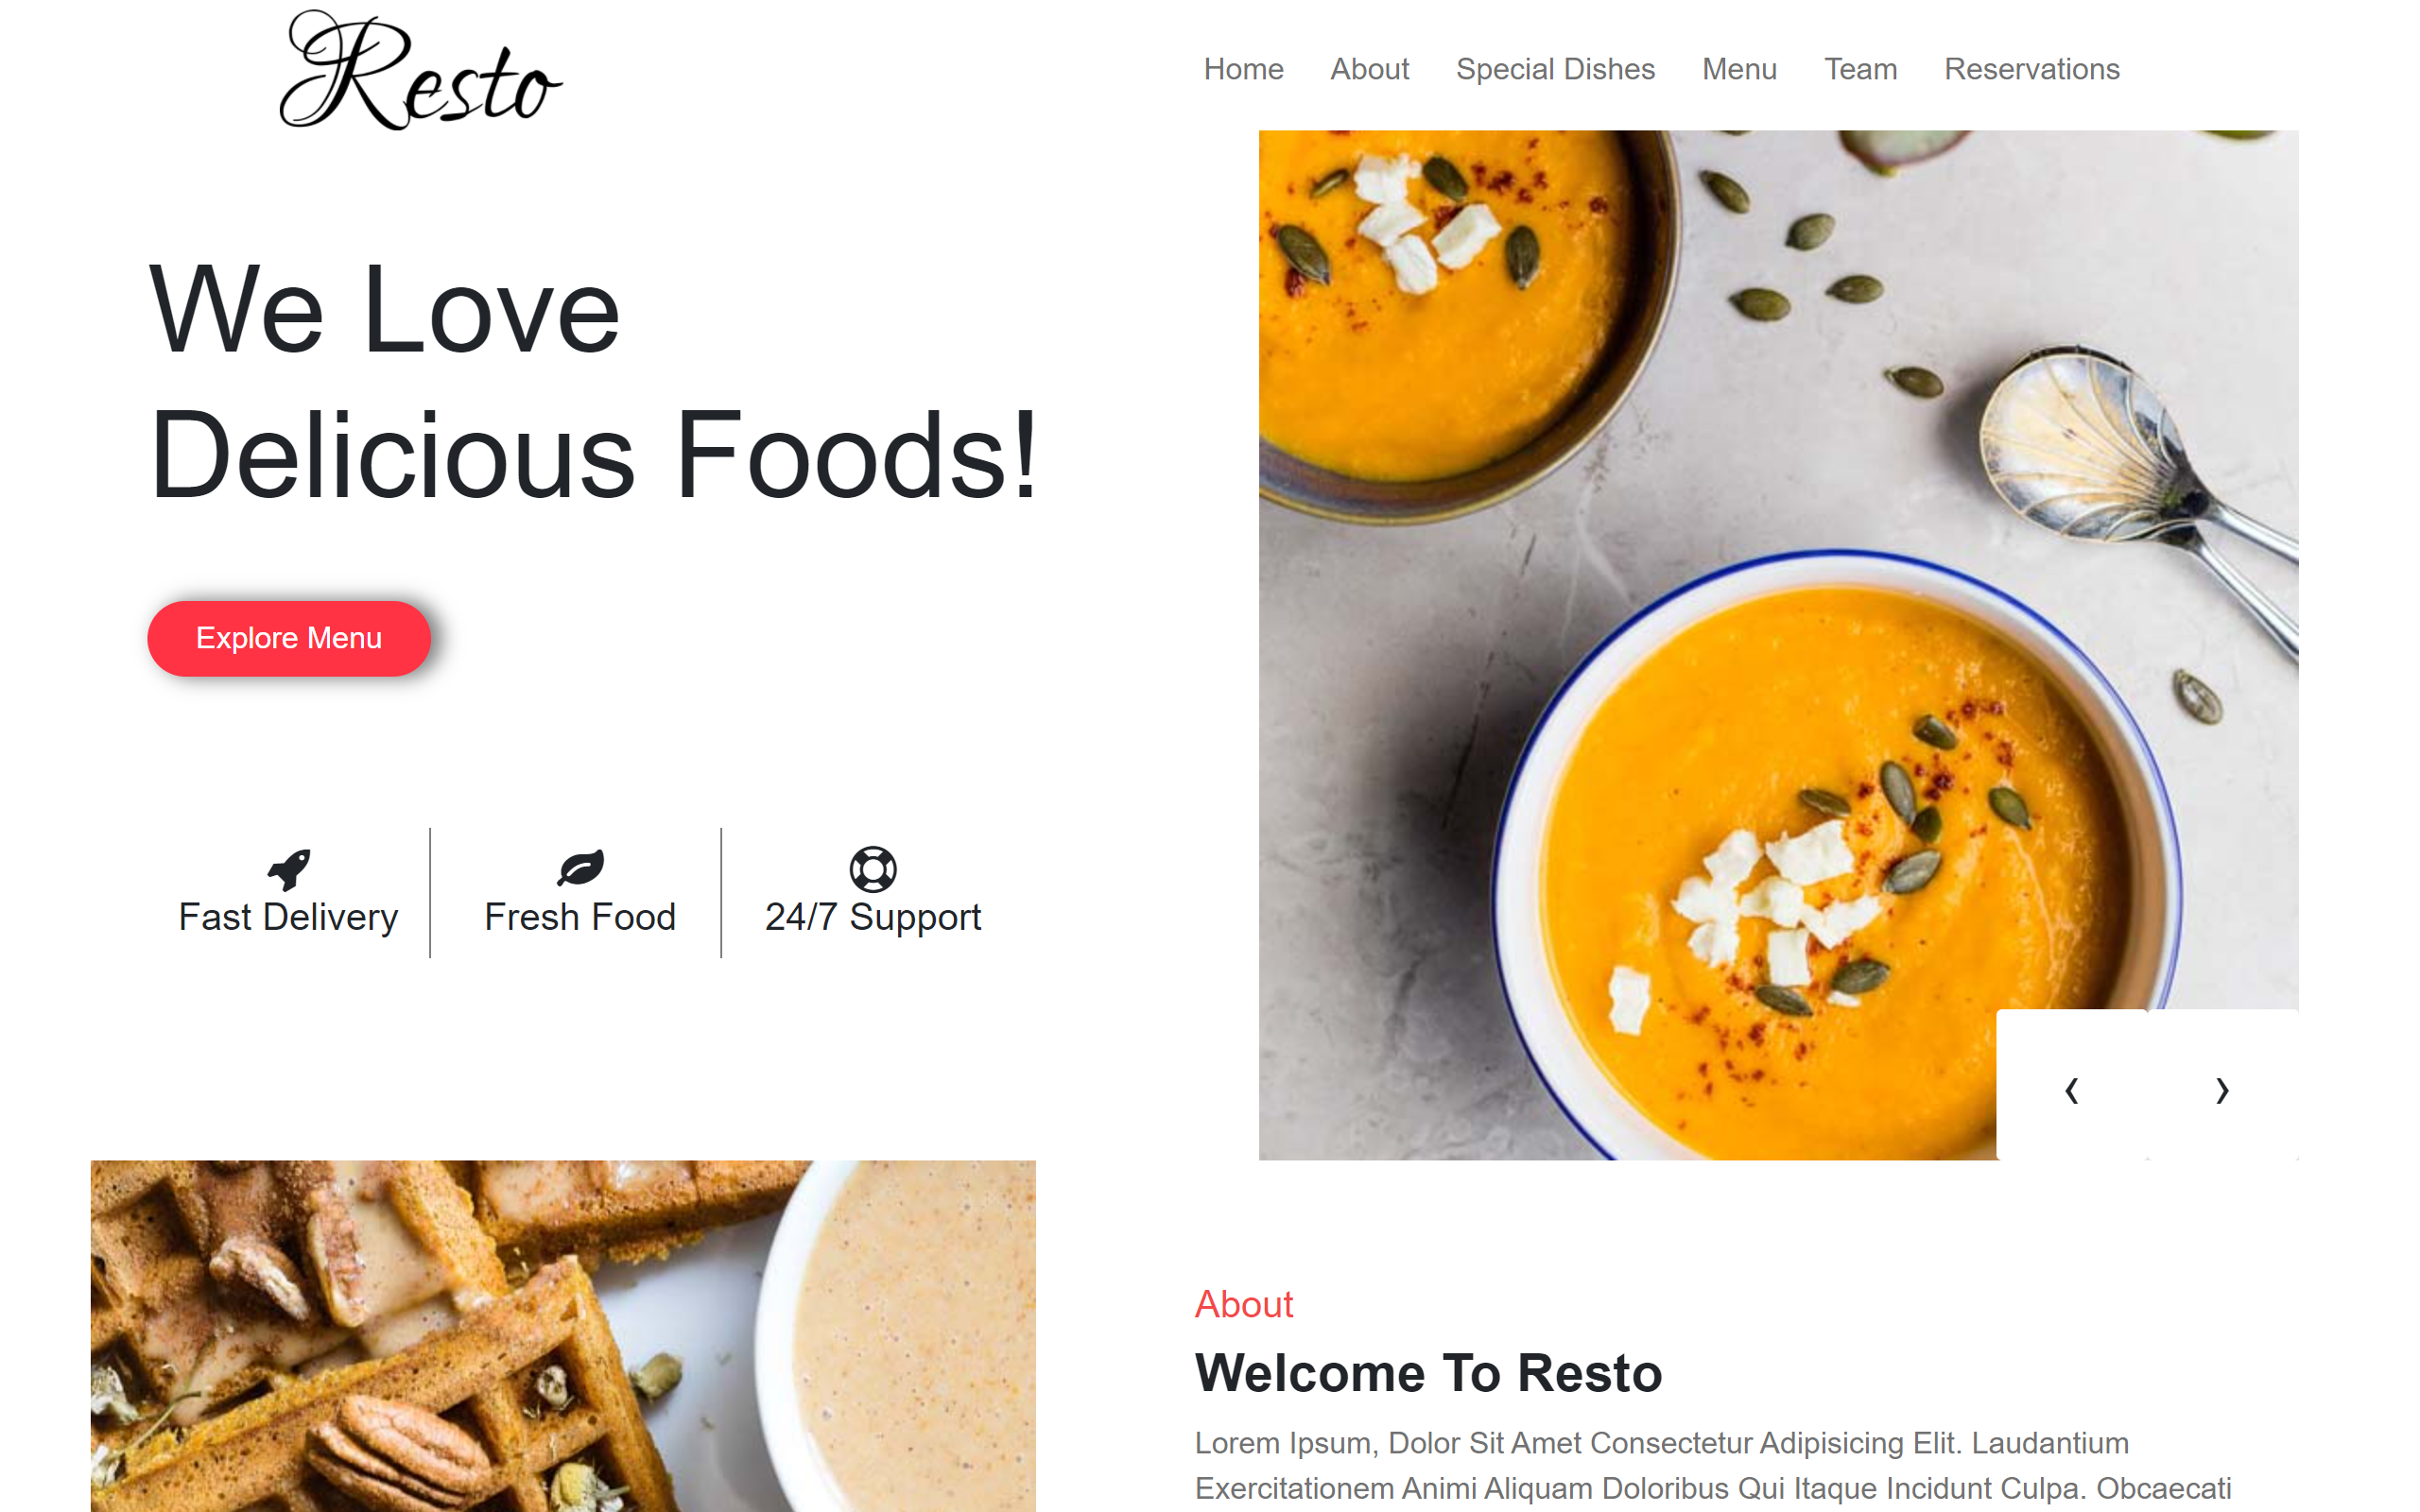 Resto
Home About Special Dishes Menu Team Reservations
We Love
Delicious Foods!
Explore Menu
Fast Delivery Fresh Food 24/7 Support
‹ ›
About
Welcome To Resto
Lorem Ipsum, Dolor Sit Amet Consectetur Adipisicing Elit. Laudantium
Exercitationem Animi Aliquam Doloribus Qui Itaque Incidunt Culpa. Obcaecati